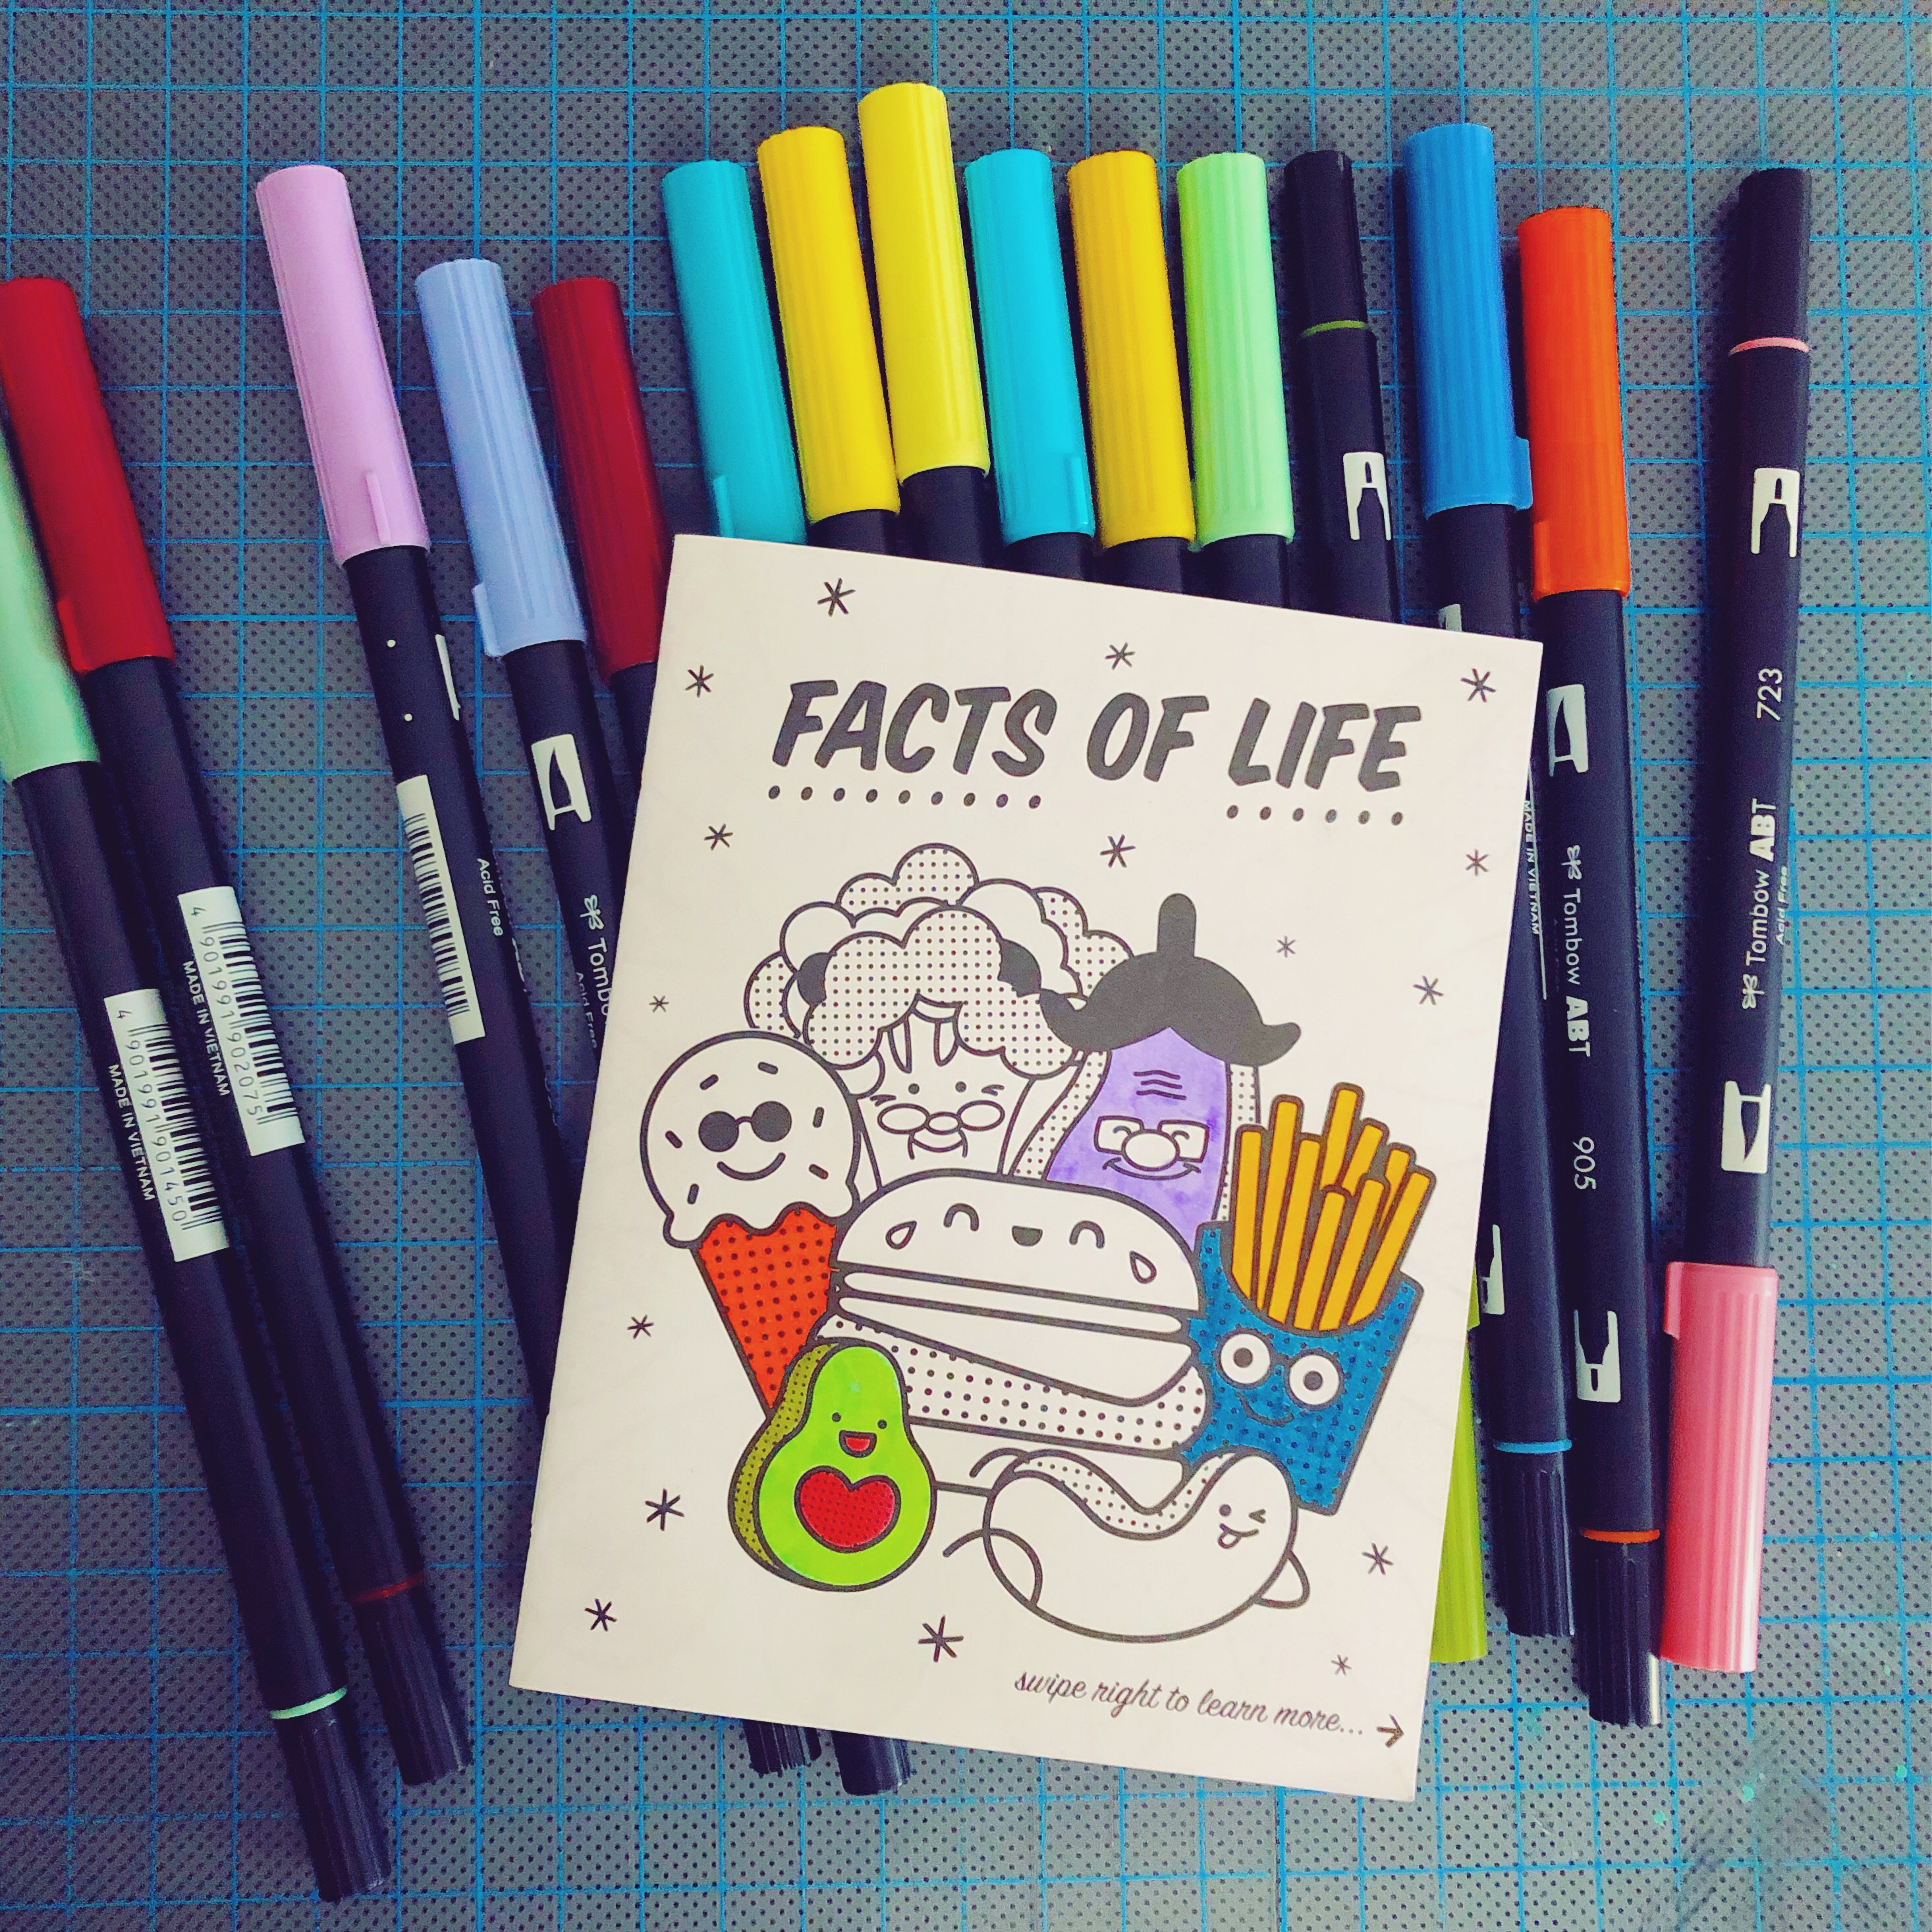 FACTS OF LIFE
swipe right to learn more...
4 901991 901450
MADE IN VIETNAM
4 901991 902075
MADE IN VIETNAM
Acid Free
Tombow
Acid Free
MADE IN VIETNAM
Tombow ABT 905
Tombow ABT 723
Acid Free